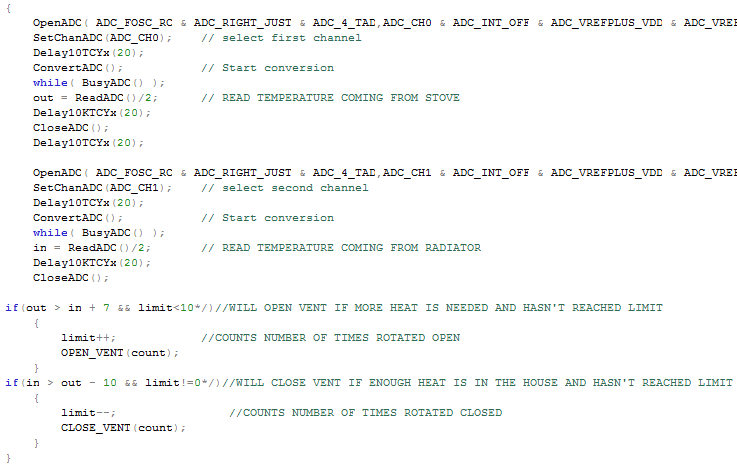 {
OpenADC( ADC_FOSC_RC & ADC_RIGHT_JUST & ADC_4_TAD,ADC_CH0 & ADC_INT_OFF & ADC_VREFPLUS_VDD & ADC_VREF
SetChanADC(ADC_CH0); // select first channel
Delay10TCYx(20);
ConvertADC(); // Start conversion
while( BusyADC() );
out = ReadADC()/2; // READ TEMPERATURE COMING FROM STOVE
Delay10KTCYx(20);
CloseADC();
Delay10TCYx(20);
OpenADC( ADC_FOSC_RC & ADC_RIGHT_JUST & ADC_4_TAD,ADC_CH1 & ADC_INT_OFF & ADC_VREFPLUS_VDD & ADC_VREF
SetChanADC(ADC_CH1); // select second channel
Delay10TCYx(20);
ConvertADC(); // Start conversion
while( BusyADC() );
in = ReadADC()/2; // READ TEMPERATURE COMING FROM RADIATOR
Delay10KTCYx(20);
CloseADC();
if(out > in + 7 && limit<10*/)//WILL OPEN VENT IF MORE HEAT IS NEEDED AND HASN'T REACHED LIMIT
{
limit++; //COUNTS NUMBER OF TIMES ROTATED OPEN
OPEN_VENT(count);
}
if(in > out - 10 && limit!=0*/)//WILL CLOSE VENT IF ENOUGH HEAT IS IN THE HOUSE AND HASN'T REACHED LIMIT
{
limit--; //COUNTS NUMBER OF TIMES ROTATED CLOSED
CLOSE_VENT(count);
}
}